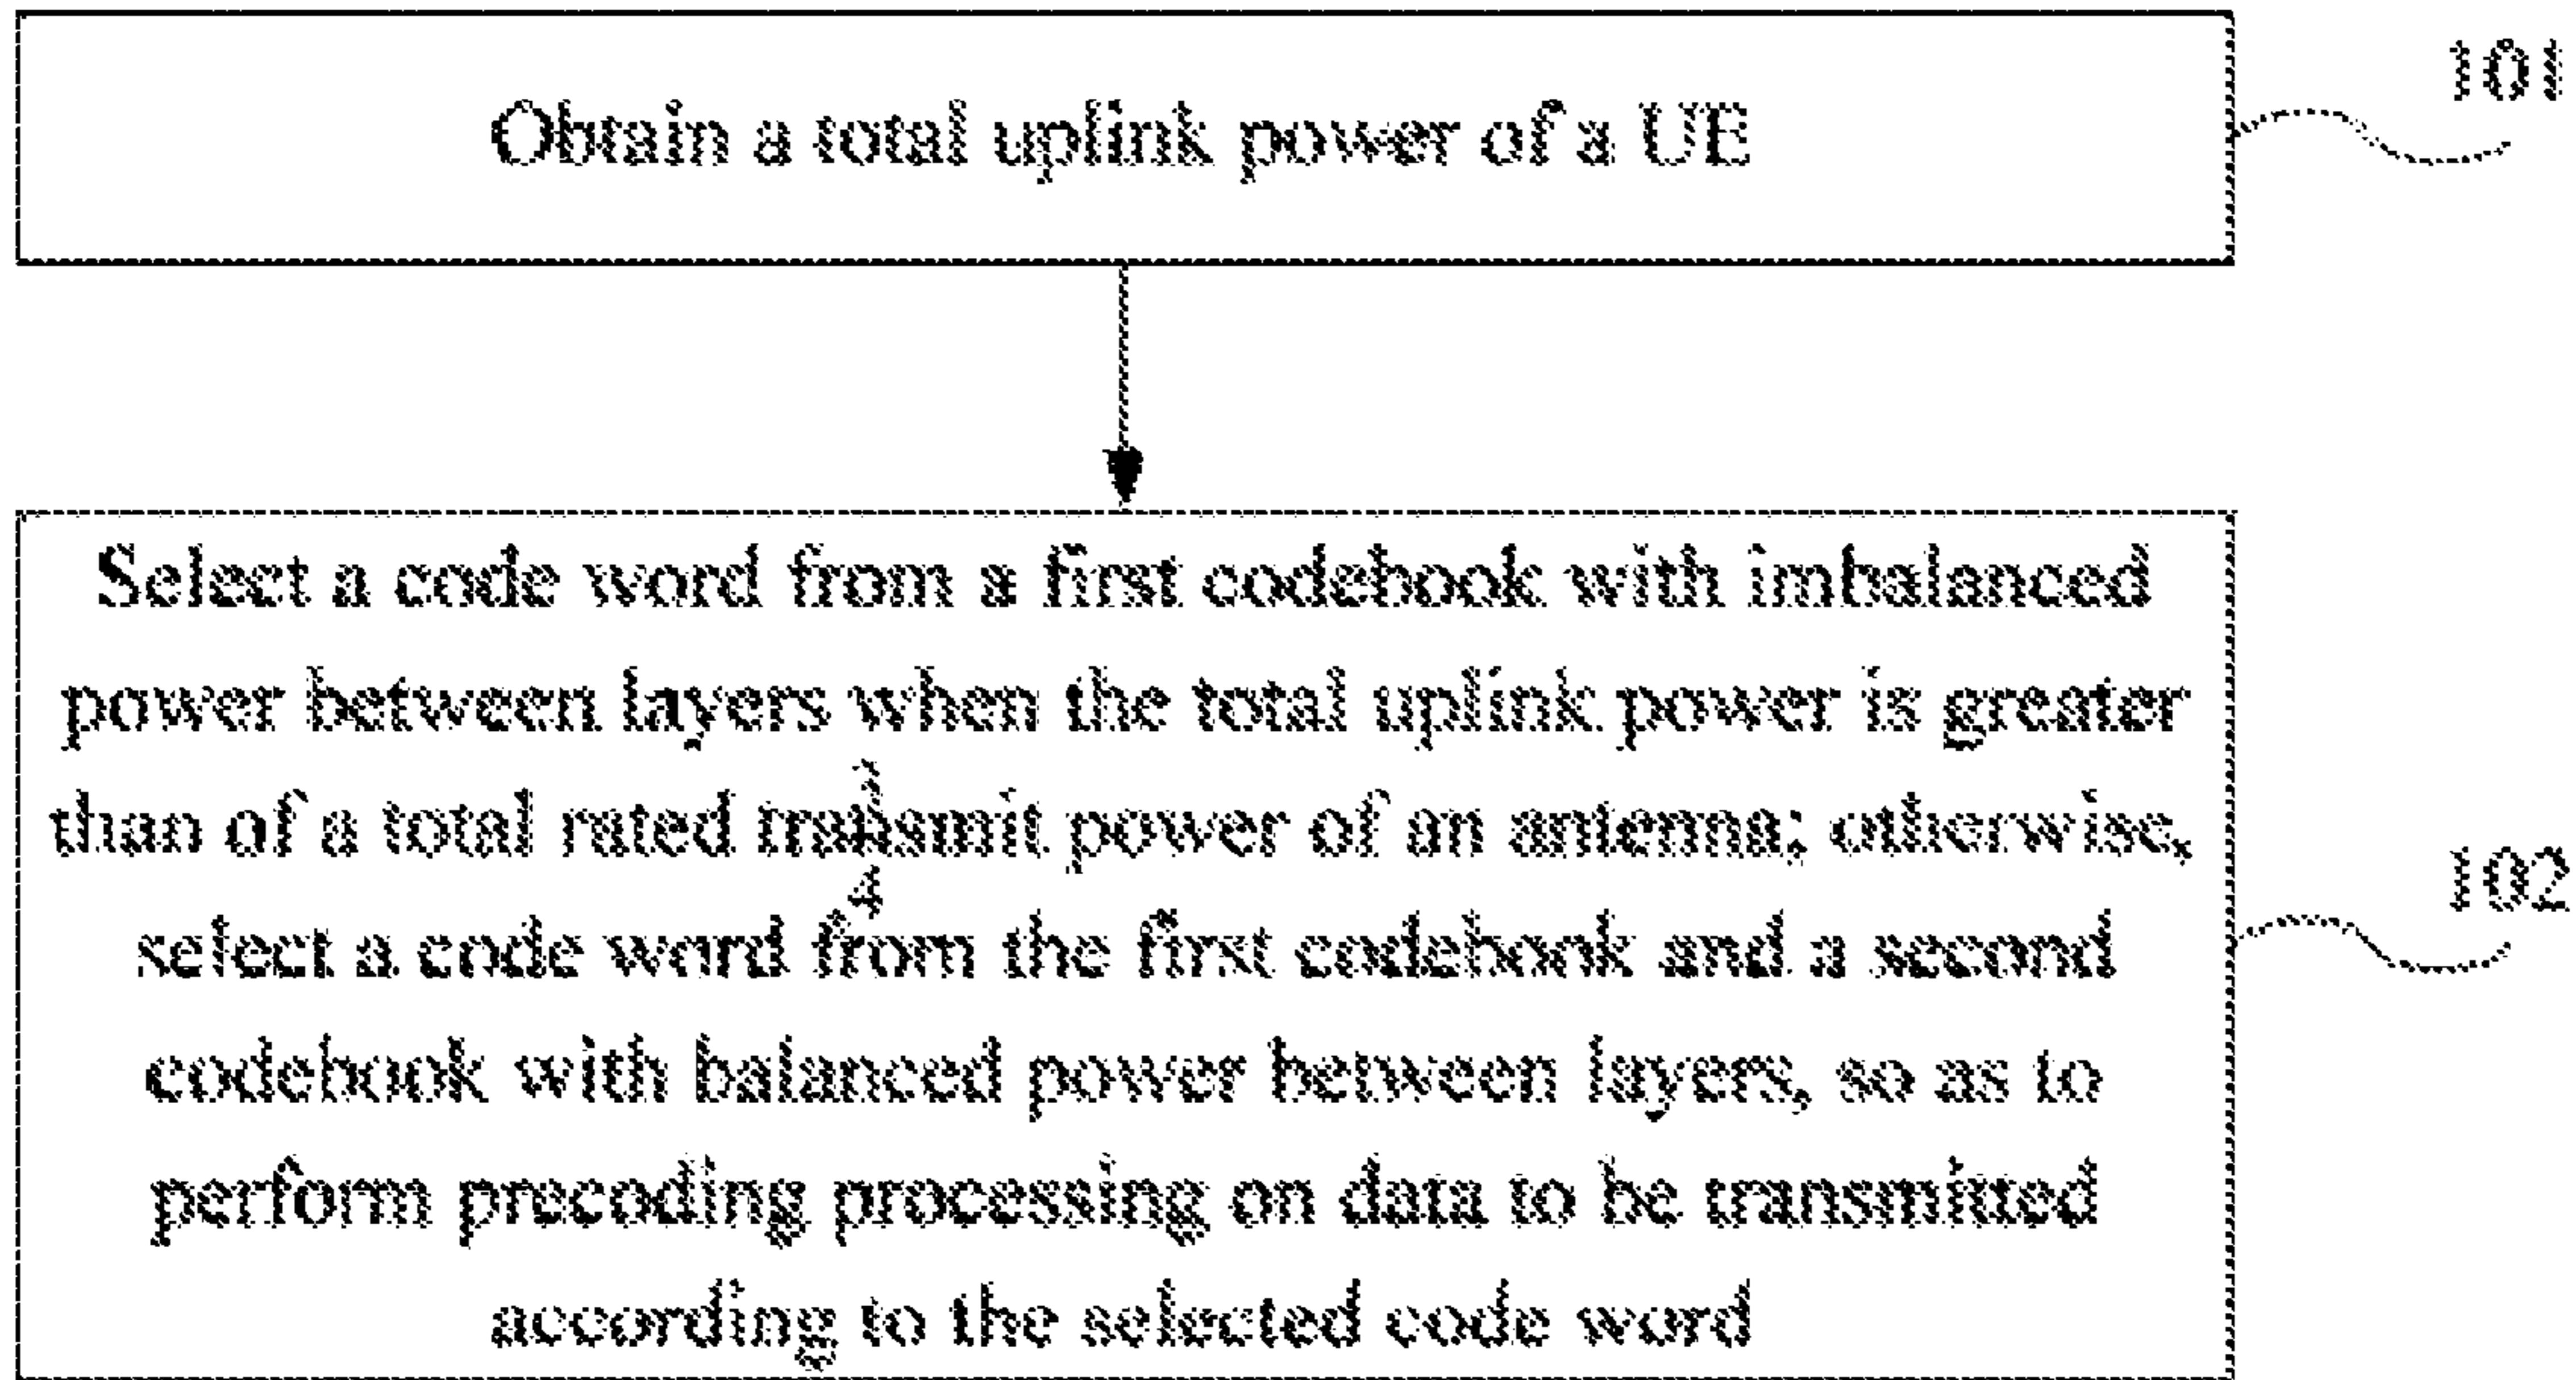 Obtain a total uplink power of a UE
101
Select a code word from a first codebook with imbalanced
power between layers when the total uplink power is greater
than of a total rated transmit power of an antenna; otherwise,
3
4
select a code word from the first codebook and a second
102
codebook with balanced power between layers, so as to
perform precoding processing on data to be transmitted
according to the selected code word